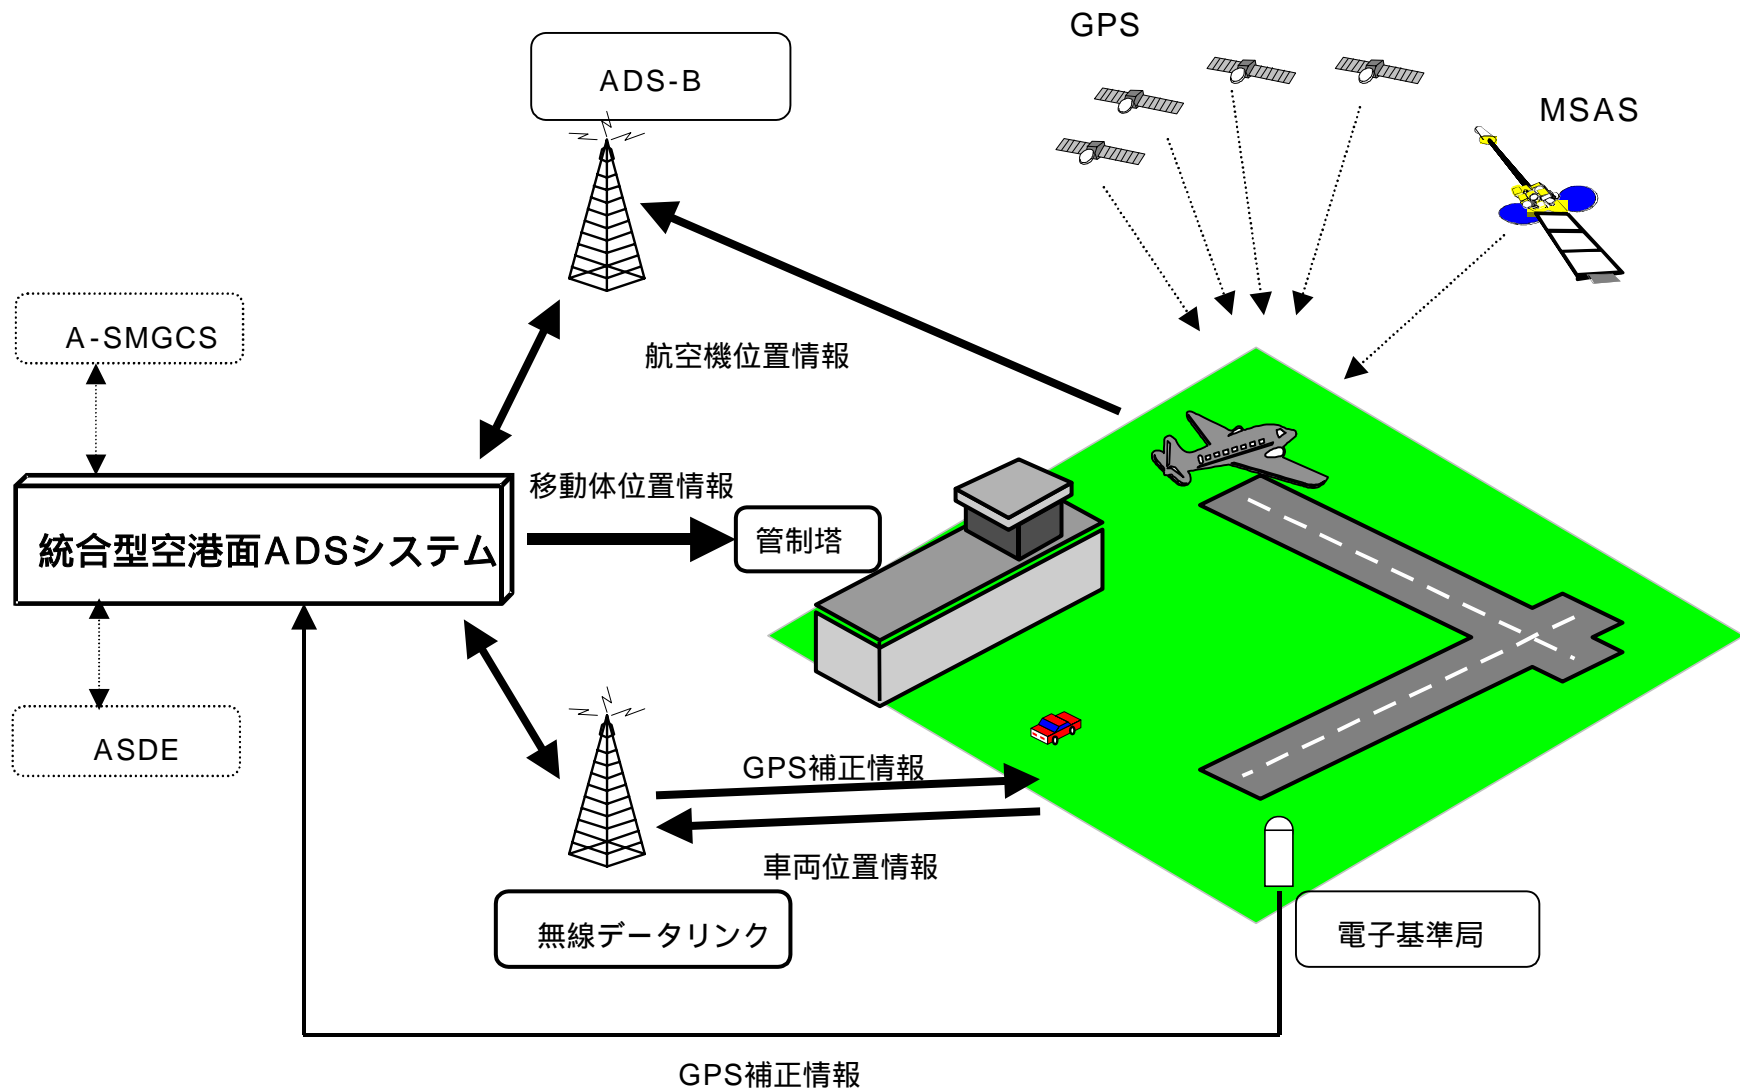 GPS
ADS-B
MSAS
A-SMGCS
航空機位置情報
移動体位置情報
統合型空港面ADSシステム
管制塔
ASDE
GPS補正情報
車両位置情報
無線データリンク
電子基準局
GPS補正情報